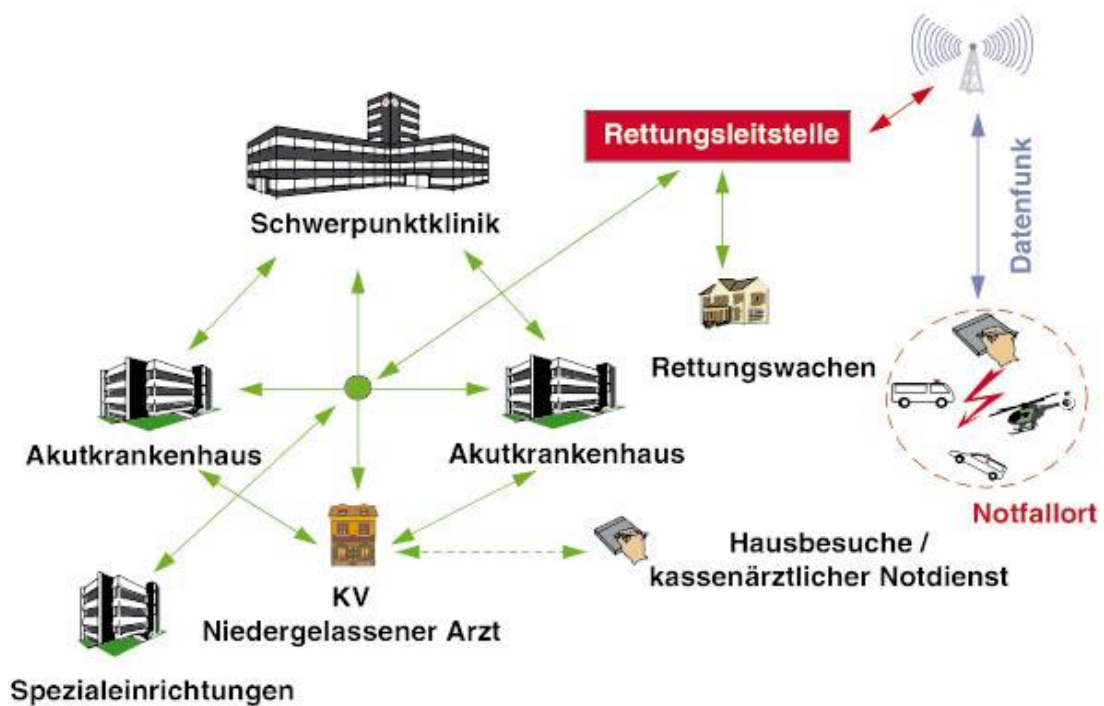 Rettungsleitstelle
Schwerpunktklinik
Datenfunk
Rettungswachen
Akutkrankenhaus
Akutkrankenhaus
Notfallort
Hausbesuche /
kassenärztlicher Notdienst
KV
Niedergelassener Arzt
Spezialeinrichtungen